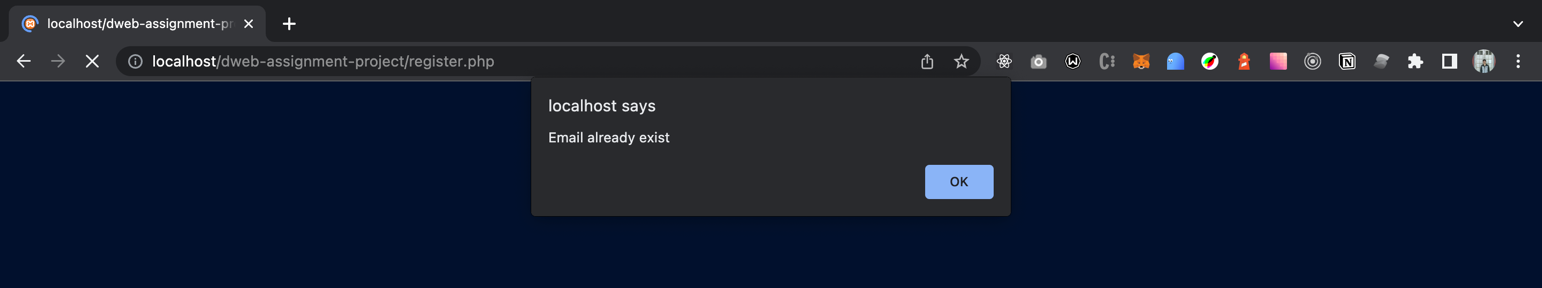 localhost/dweb-assignment-pr
localhost/dweb-assignment-project/register.php
localhost says
Email already exist
OK